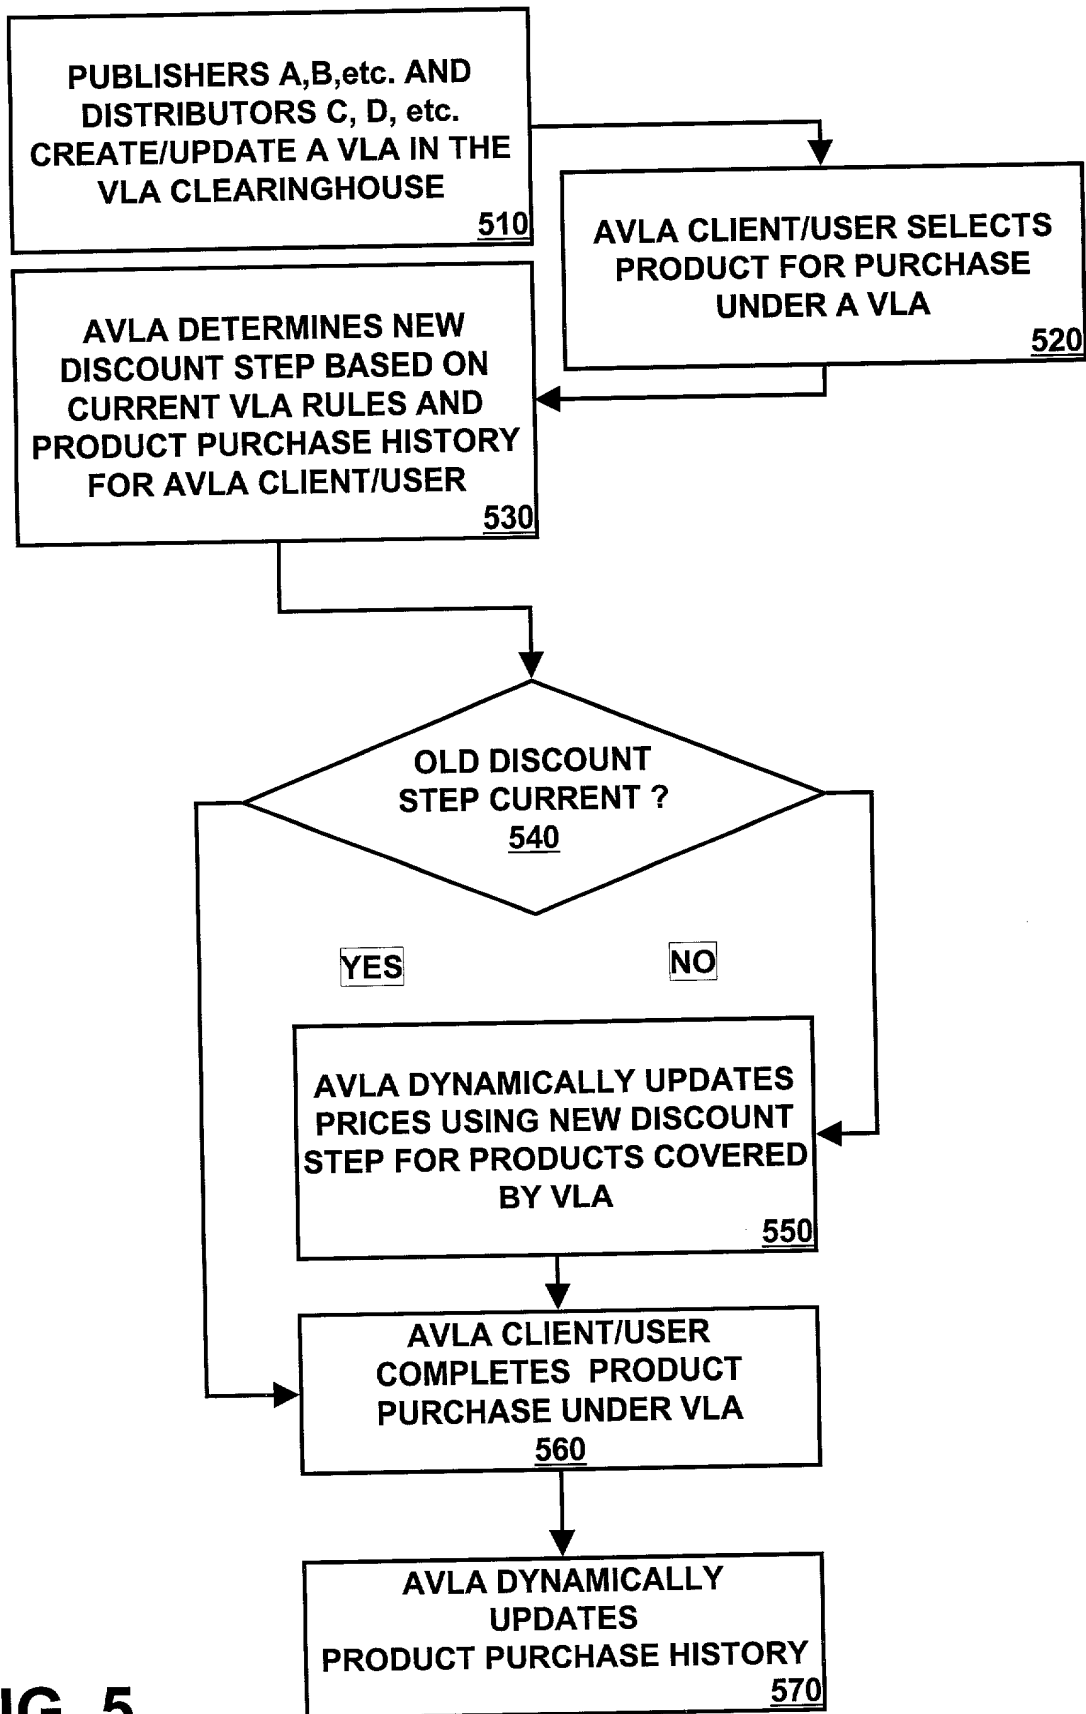 PUBLISHERS A,B,etc. AND
DISTRIBUTORS C, D, etc.
CREATE/UPDATE A VLA IN THE
VLA CLEARINGHOUSE
510
AVLA CLIENT/USER SELECTS
PRODUCT FOR PURCHASE
UNDER A VLA
520
AVLA DETERMINES NEW
DISCOUNT STEP BASED ON
CURRENT VLA RULES AND
PRODUCT PURCHASE HISTORY
FOR AVLA CLIENT/USER
530
OLD DISCOUNT
STEP CURRENT ?
540
YES
NO
AVLA DYNAMICALLY UPDATES
PRICES USING NEW DISCOUNT
STEP FOR PRODUCTS COVERED
BY VLA
550
AVLA CLIENT/USER
COMPLETES PRODUCT
PURCHASE UNDER VLA
560
AVLA DYNAMICALLY
UPDATES
PRODUCT PURCHASE HISTORY
570
5